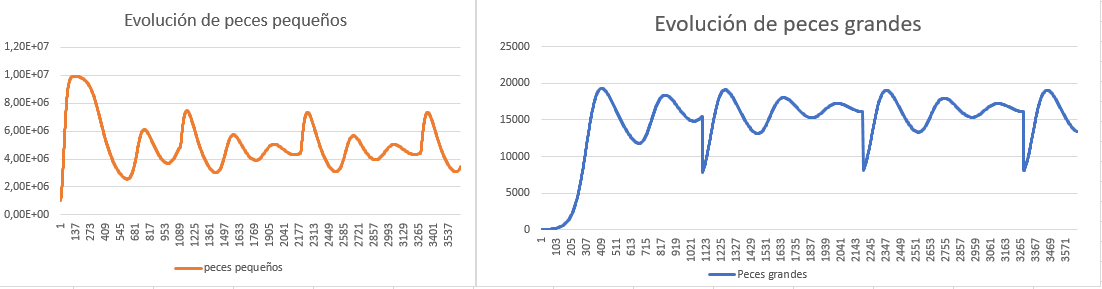 Evolución de peces pequeños
1,20E+07
1,00E+07
8,00E+06
6,00E+06
4,00E+06
2,00E+06
0,00E+00
1 137 273 409 545 681 817 953 1089 1225 1361 1497 1633 1769 1905 2041 2177 2313 2449 2585 2721 2857 2993 3129 3265 3401 3537
peces pequeños
Evolución de peces grandes
25000
20000
15000
10000
5000
0
1 103 205 307 409 511 613 715 817 919 1021 1123 1225 1327 1429 1531 1633 1735 1837 1939 2041 2143 2245 2347 2449 2551 2653 2755 2857 2959 3061 3163 3265 3367 3469 3571
Peces grandes